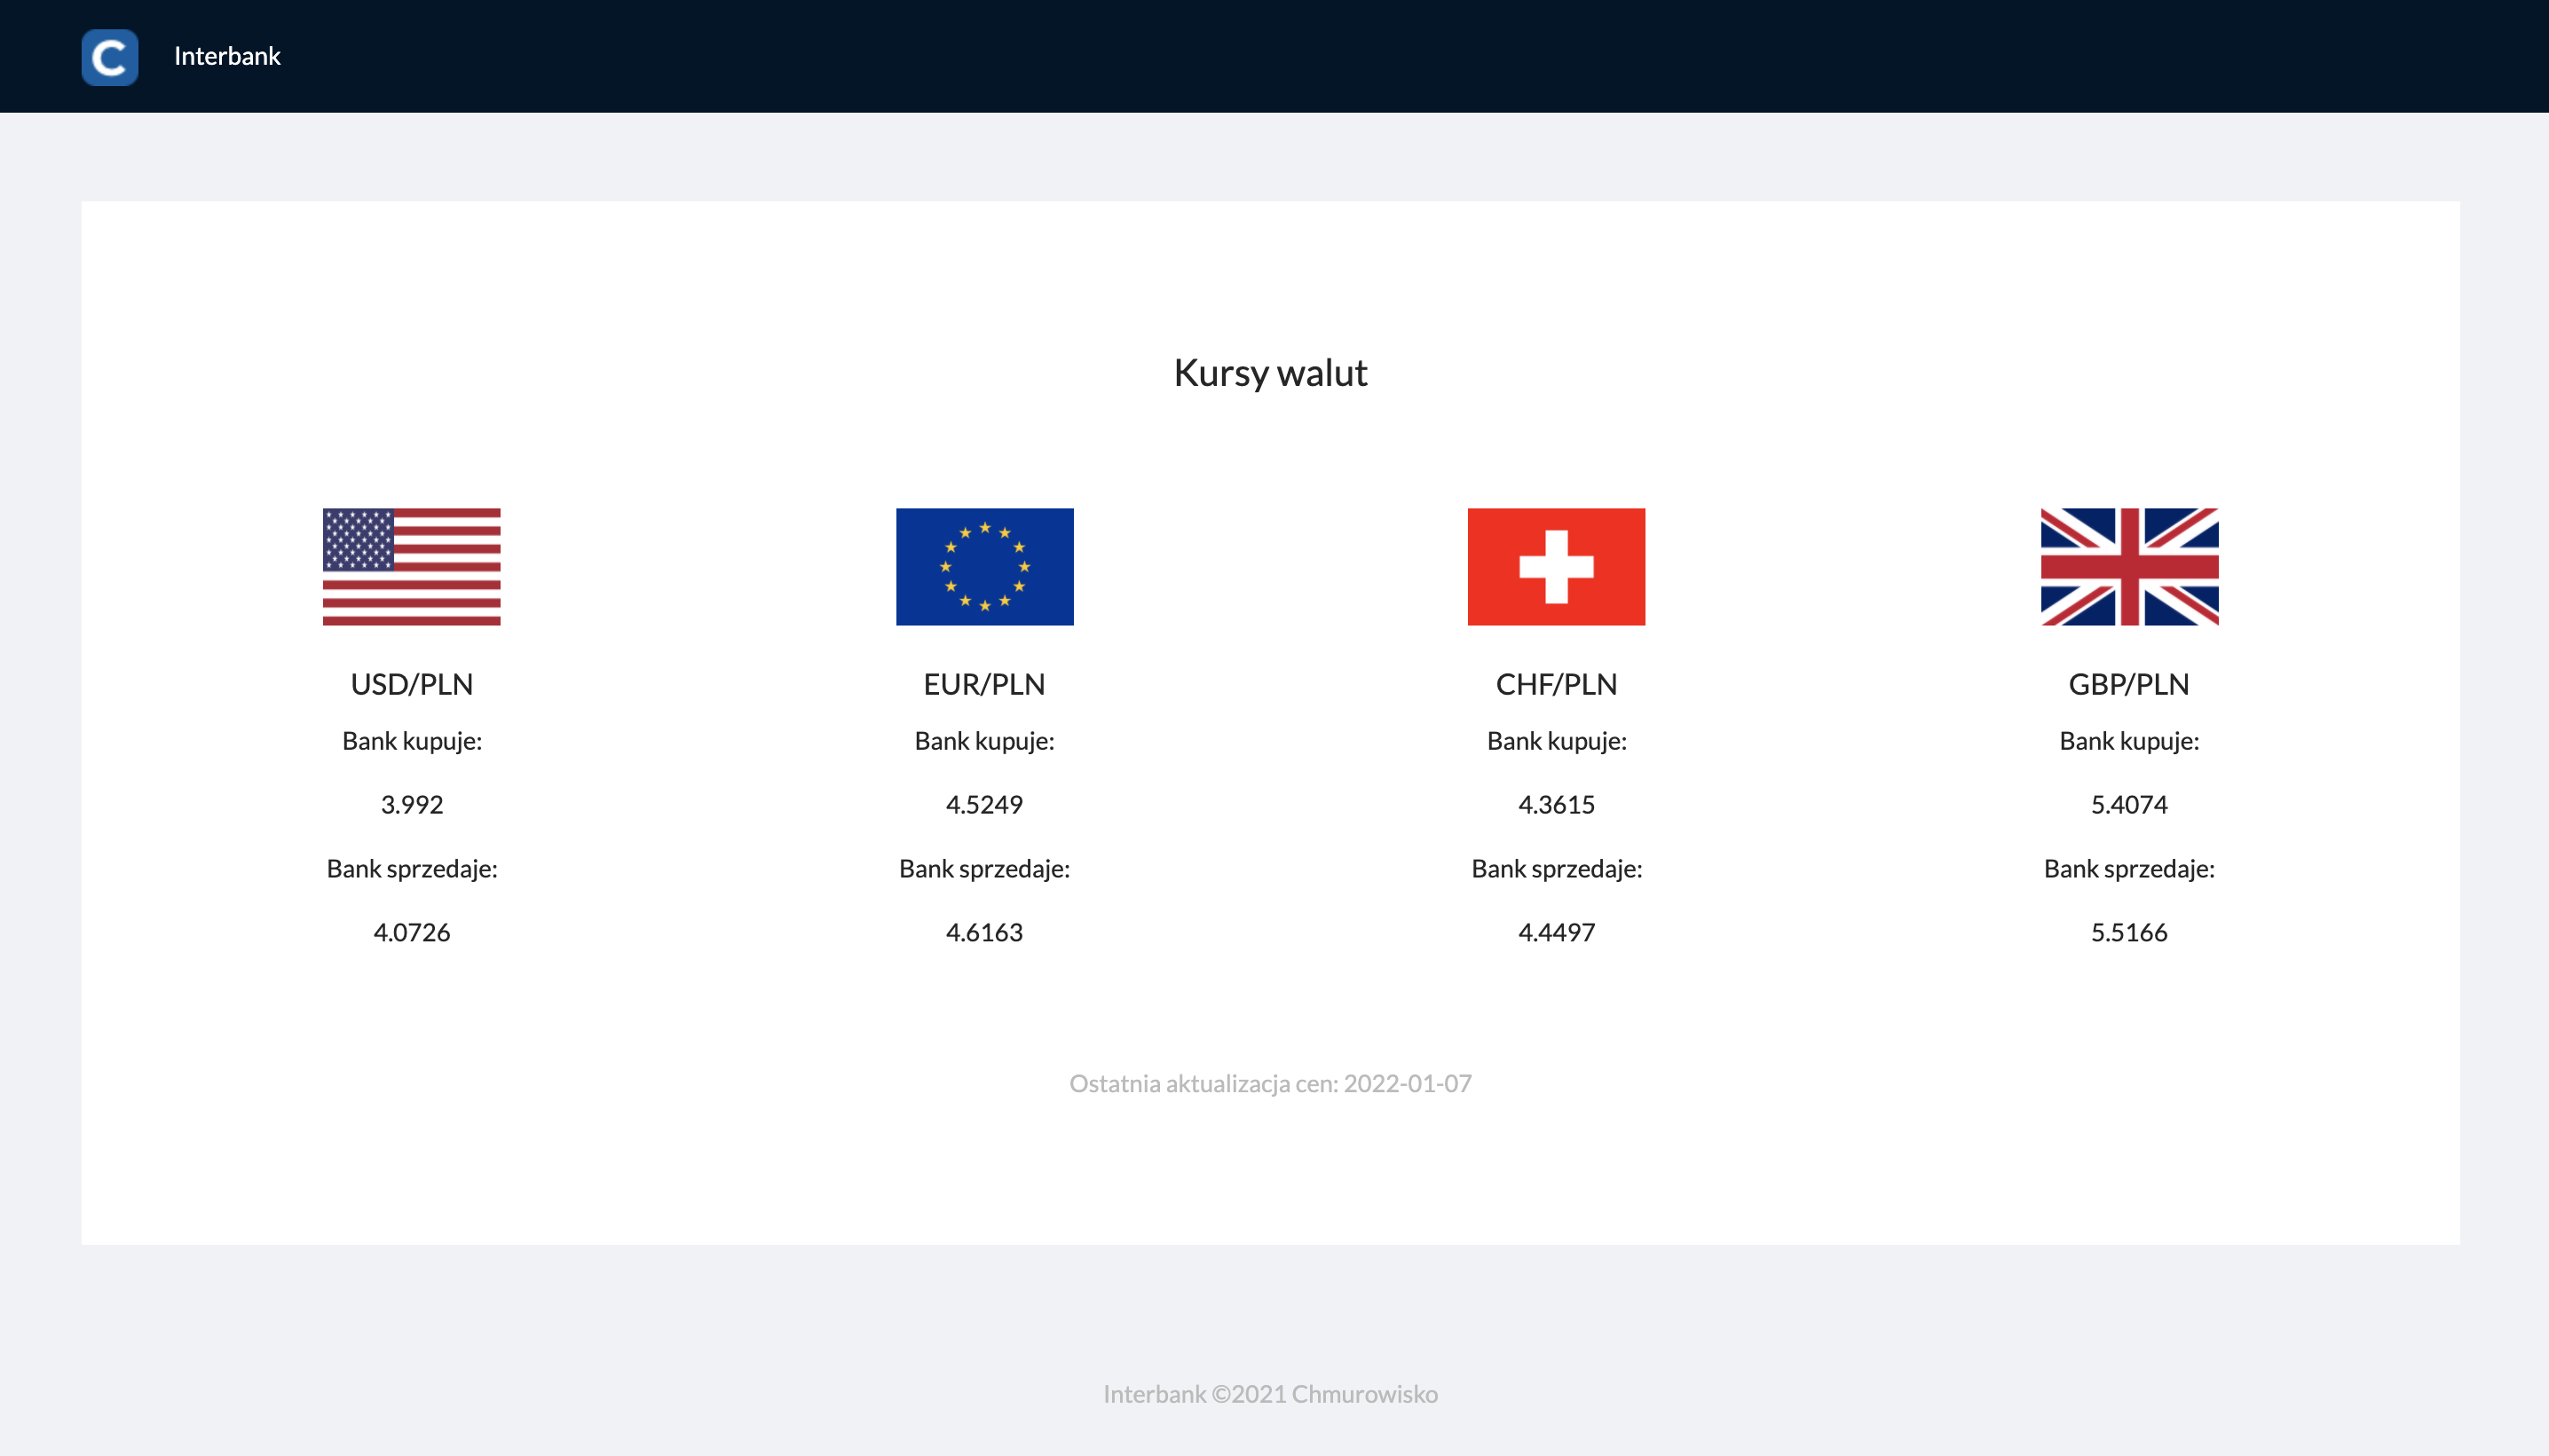 C Interbank
Kursy walut
USD/PLN
Bank kupuje:
3.992
Bank sprzedaje:
4.0726
EUR/PLN
Bank kupuje:
4.5249
Bank sprzedaje:
4.6163
CHF/PLN
Bank kupuje:
4.3615
Bank sprzedaje:
4.4497
GBP/PLN
Bank kupuje:
5.4074
Bank sprzedaje:
5.5166
Ostatnia aktualizacja cen: 2022-01-07
Interbank ©2021 Chmurowisko